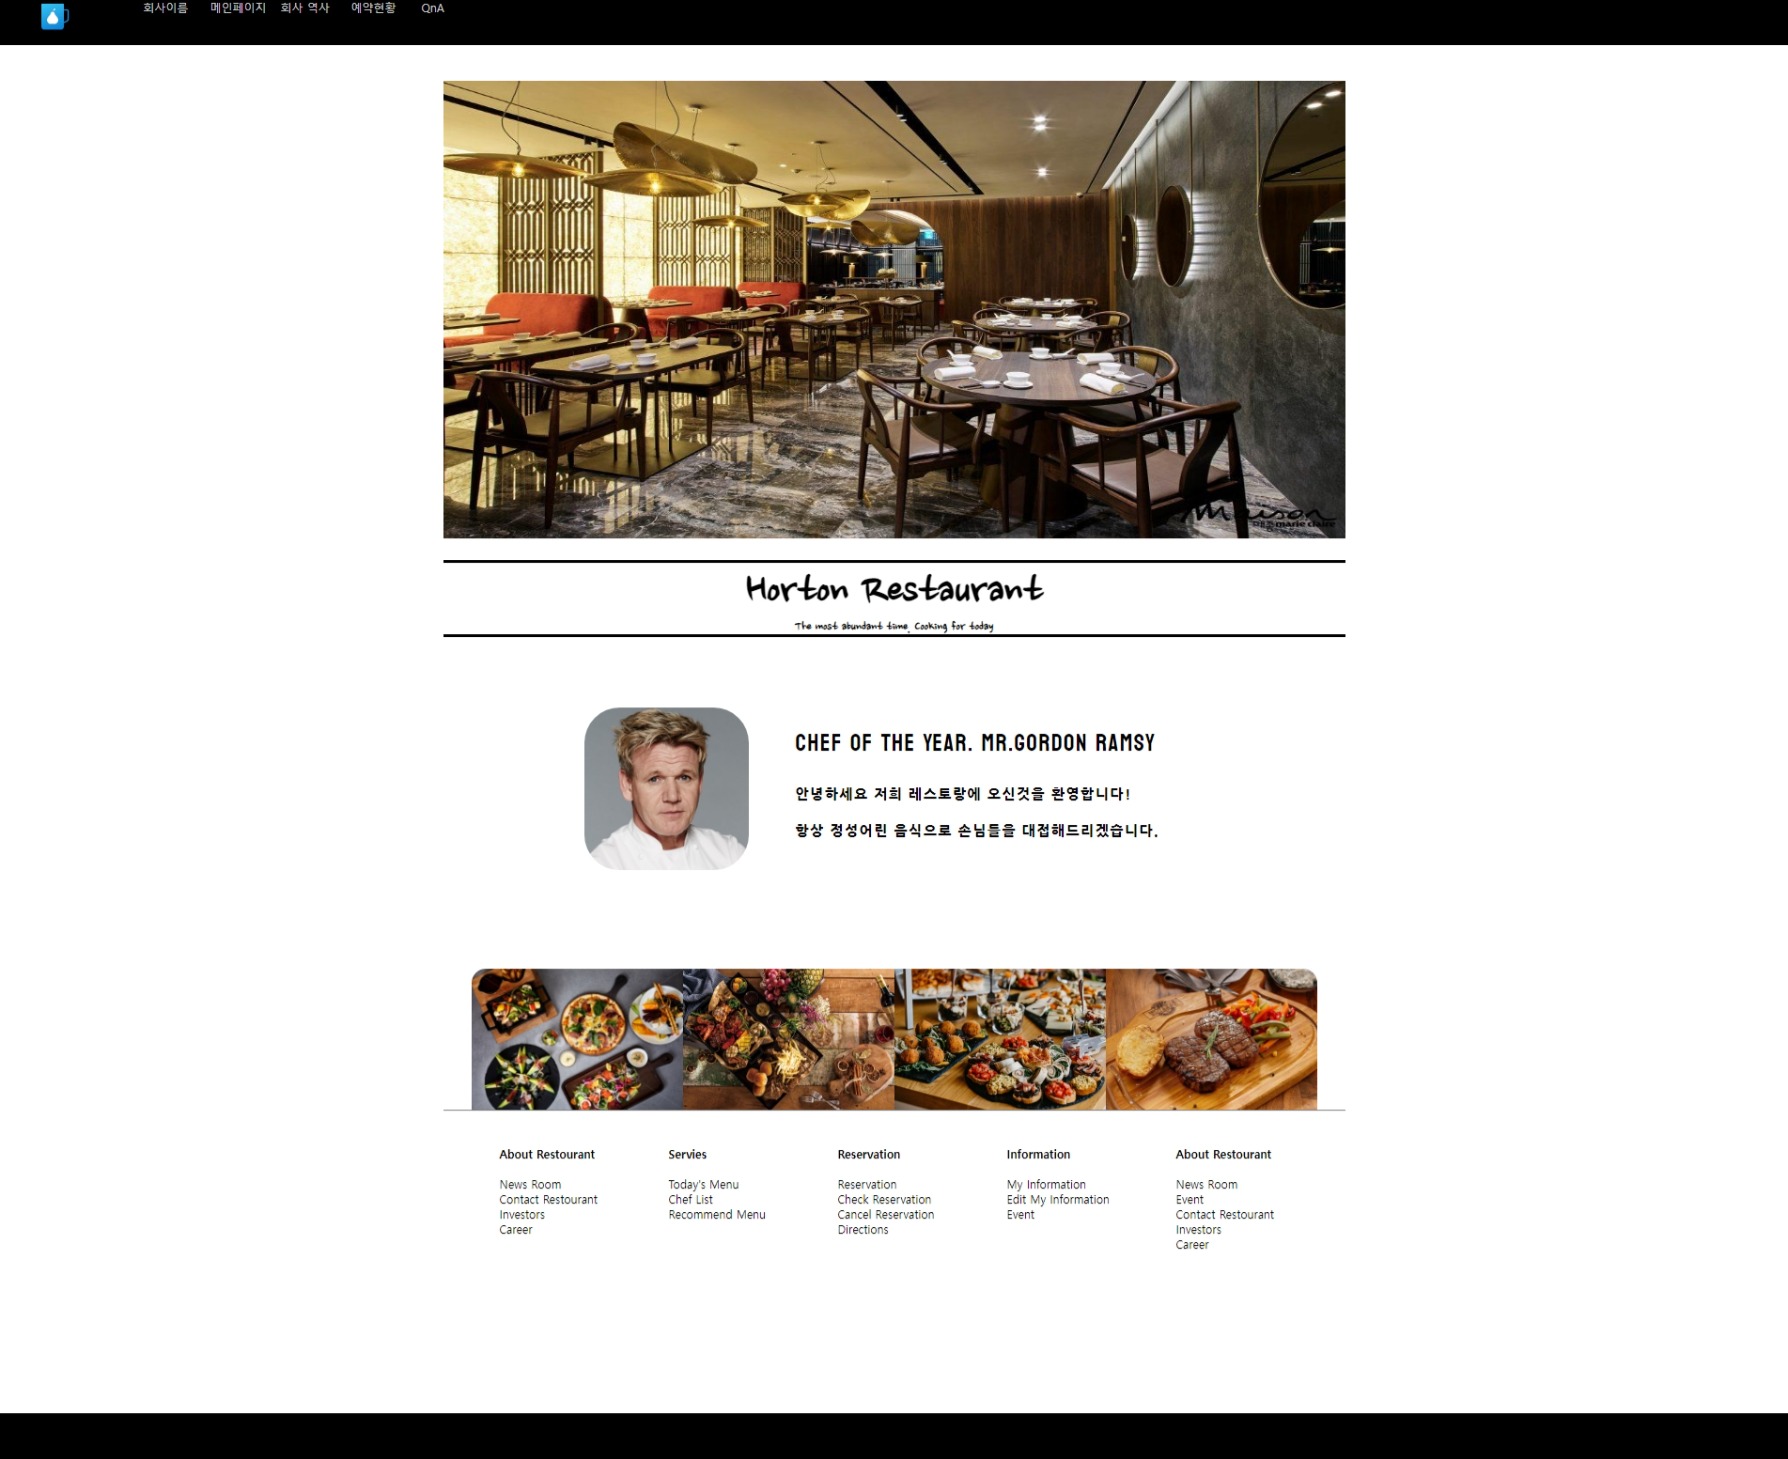 회사이름 메인페이지 회사 역사 예약현황 QnA
Maison
marie claire
Horton Restaurant
The most abundant time, Cooking for today
CHEF OF THE YEAR. MR.GORDON RAMSY
안녕하세요 저희 레스토랑에 오신것을 환영합니다!
항상 정성어린 음식으로 손님들을 대접해드리겠습니다.
About Restourant
News Room
Contact Restourant
Investors
Career
Servies
Today's Menu
Chef List
Recommend Menu
Reservation
Reservation
Check Reservation
Cancel Reservation
Directions
Information
My Information
Edit My Information
Event
About Restourant
News Room
Event
Contact Restourant
Investors
Career